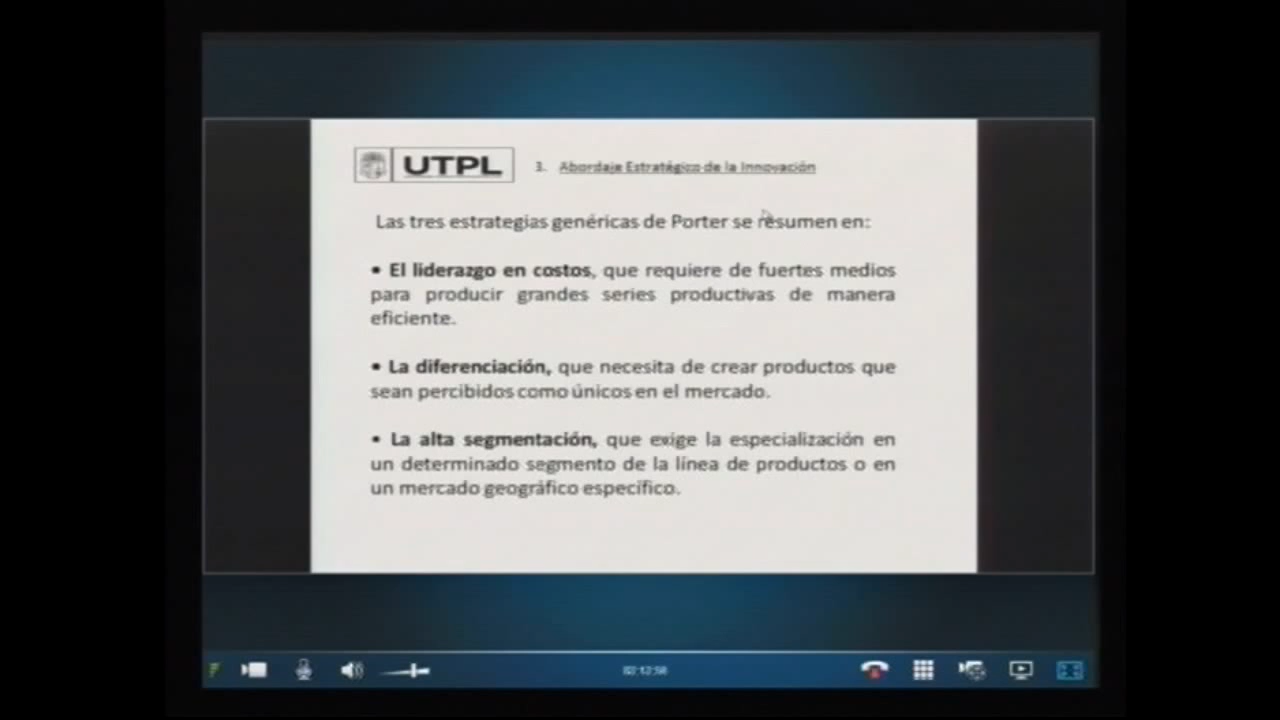 UTPL
3. Abordaje Estratégico de la Innovación
Las tres estrategias genéricas de Porter se resumen en:
• El liderazgo en costos, que requiere de fuertes medios
para producir grandes series productivas de manera
eficiente.
• La diferenciación, que necesita de crear productos que
sean percibidos como únicos en el mercado.
• La alta segmentación, que exige la especialización en
un determinado segmento de la línea de productos o en
un mercado geográfico específico.